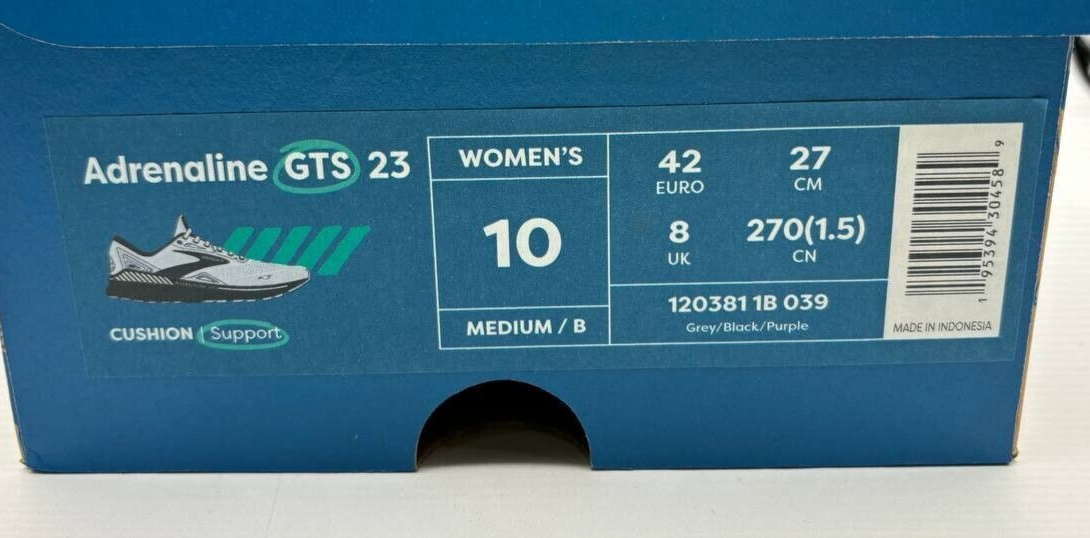 Adrenaline GTS 23
CUSHION Support
WOMEN'S
10
MEDIUM / B
42
EURO
27
CM
8
UK
270(1.5)
CN
120381 1B 039
Grey/Black/Purple
1 95394 30458 9
MADE IN INDONESIA